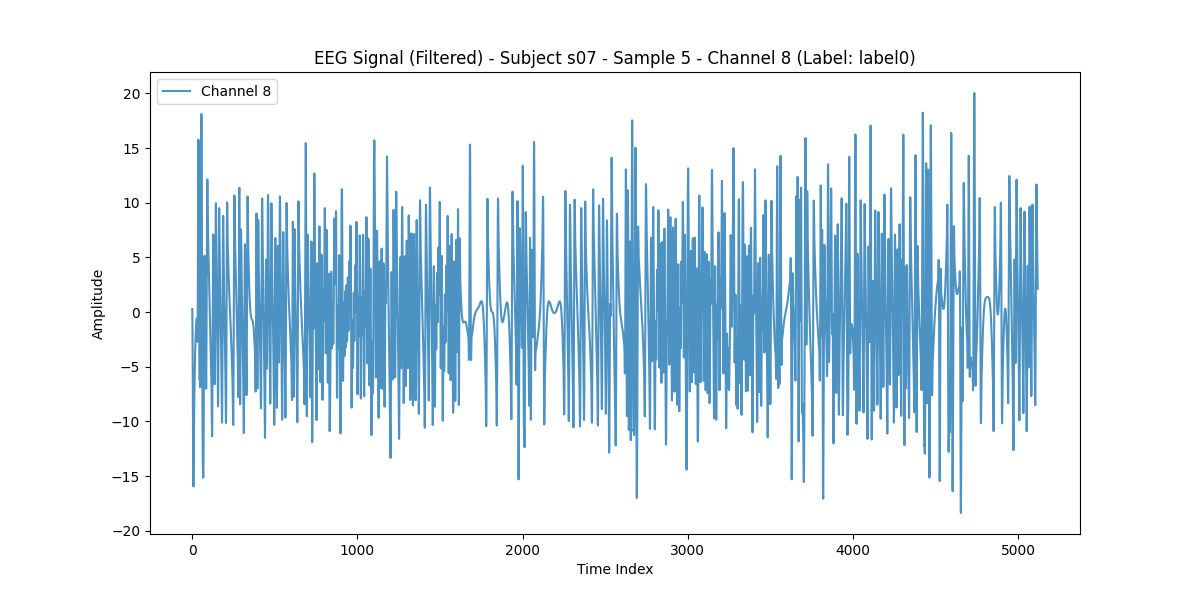 EEG Signal (Filtered) - Subject s07 - Sample 5 - Channel 8 (Label: label0)
Channel 8
20
15
10
5
0
−5
−10
−15
−20
Amplitude
0 1000 2000 3000 4000 5000
Time Index